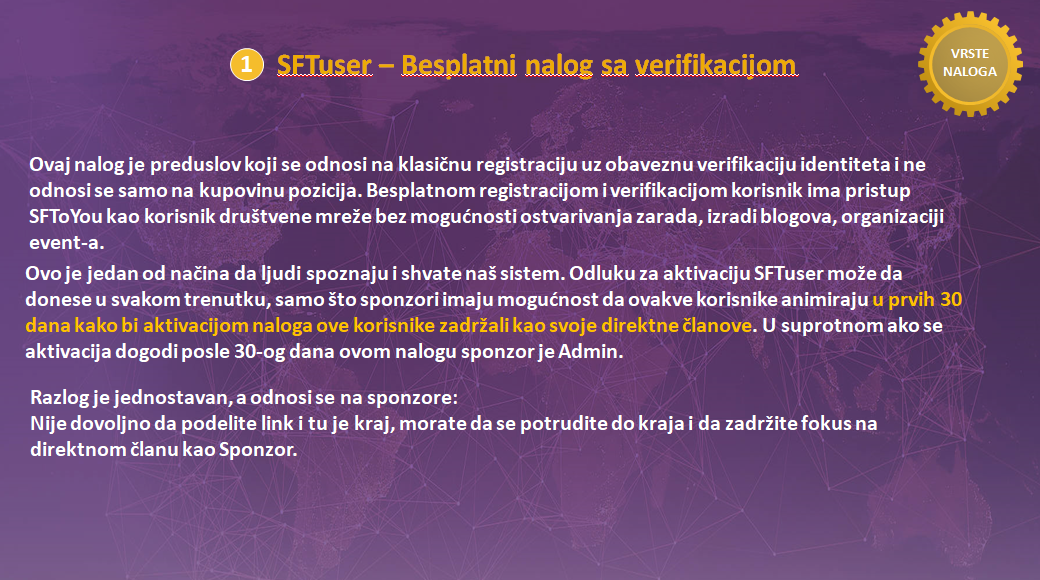 1 SFTuser – Besplatni nalog sa verifikacijom
VRSTE
NALOGA
Ovaj nalog je preduslov koji se odnosi na klasičnu registraciju uz obaveznu verifikaciju identiteta i ne
odnosi se samo na kupovinu pozicija. Besplatnom registracijom i verifikacijom korisnik ima pristup
SFToYou kao korisnik društvene mreže bez mogućnosti ostvarivanja zarada, izradi blogova, organizaciji
event-a.
Ovo je jedan od načina da ljudi spoznaju i shvate naš sistem. Odluku za aktivaciju SFTuser može da
donese u svakom trenutku, samo što sponzori imaju mogućnost da ovakve korisnike animiraju u prvih 30
dana kako bi aktivacijom naloga ove korisnike zadržali kao svoje direktne članove. U suprotnom ako se
aktivacija dogodi posle 30-og dana ovom nalogu sponzor je Admin.
Razlog je jednostavan, a odnosi se na sponzore:
Nije dovoljno da podelite link i tu je kraj, morate da se potrudite do kraja i da zadržite fokus na
direktnom članu kao Sponzor.